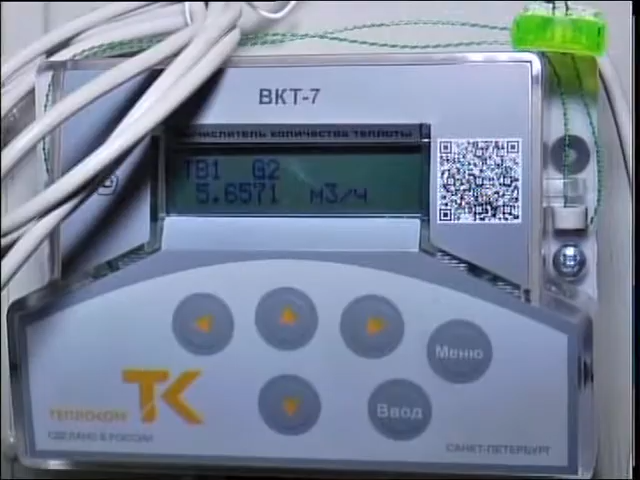 ВКТ-7
ВЫЧИСЛИТЕЛЬ КОЛИЧЕСТВА ТЕПЛОТЫ
ТВ1 G2
5.6571 м3/ч
Меню
Ввод
ТЕПЛОКОМ
СДЕЛАНО В РОССИИ
САНКТ-ПЕТЕРБУРГ